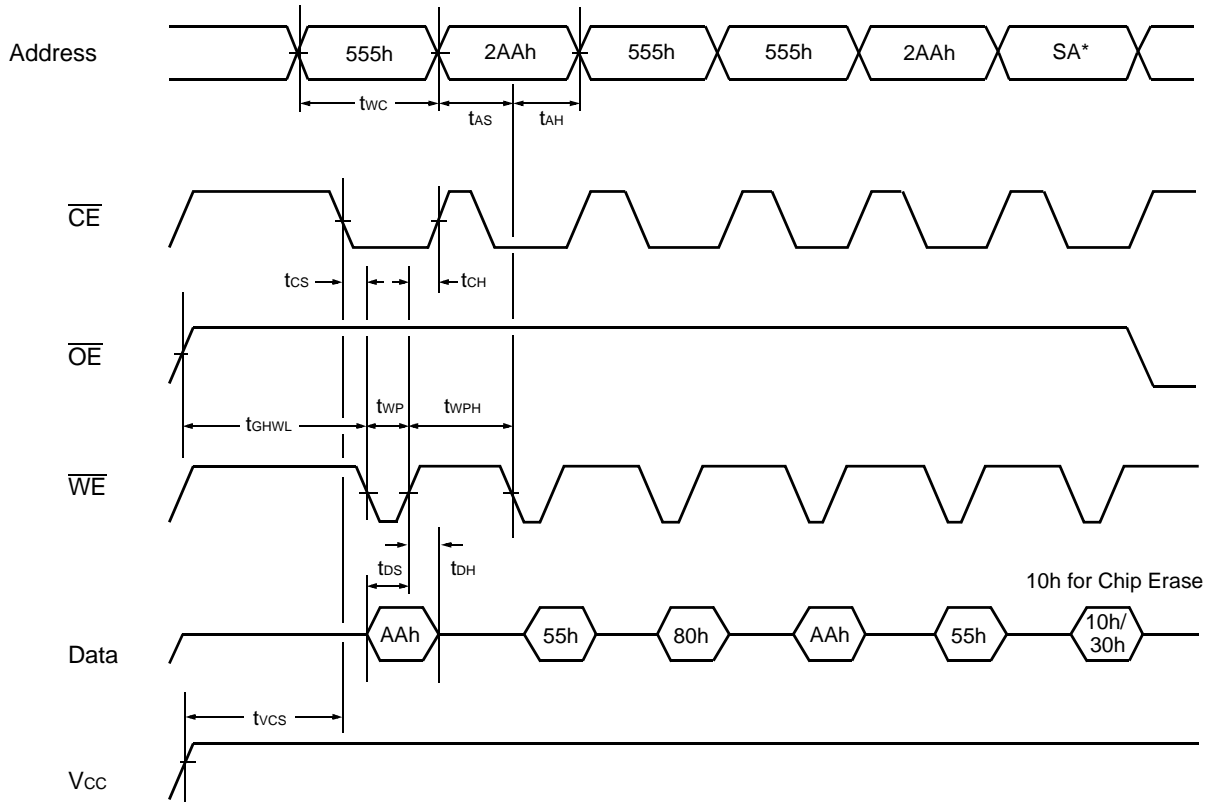 Address
555h 2AAh 555h 555h 2AAh SA*
tWC tAS tAH
CE
tCS tCH
OE
tGHWL tWP tWPH
WE
tDS tDH
10h for Chip Erase
Data
AAh 55h 80h AAh 55h 10h/
30h
tVCS
VCC